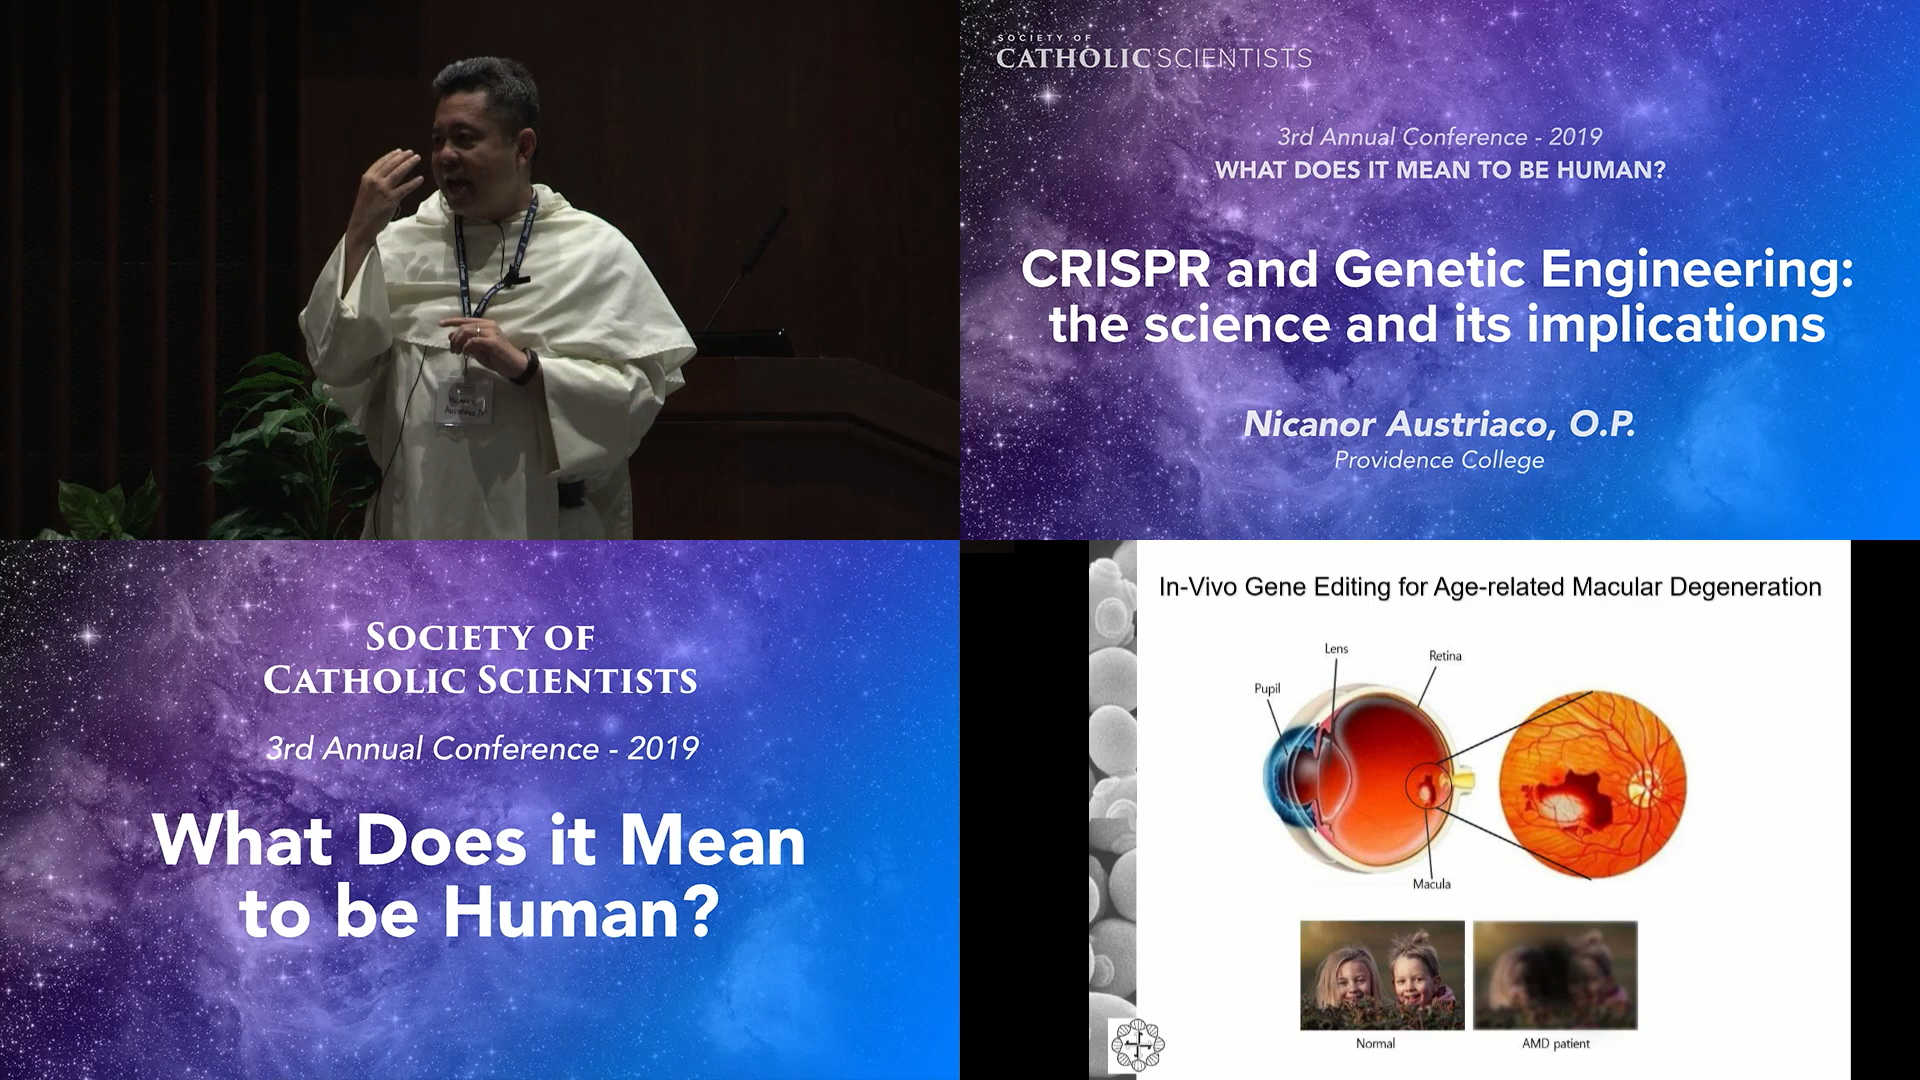 SOCIETY OF
CATHOLIC SCIENTISTS
3rd Annual Conference - 2019
WHAT DOES IT MEAN TO BE HUMAN?
CRISPR and Genetic Engineering:
the science and its implications
Nicanor Austriaco, O.P.
Providence College
SOCIETY OF
CATHOLIC SCIENTISTS
3rd Annual Conference - 2019
What Does it Mean
to be Human?
In-Vivo Gene Editing for Age-related Macular Degeneration
Lens
Retina
Pupil
Macula
Normal
AMD patient